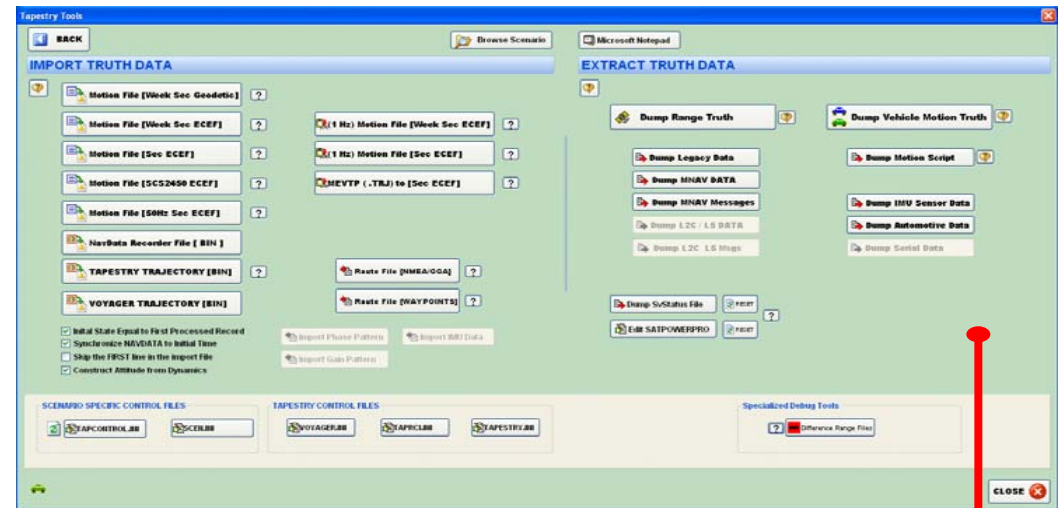 Tapestry Tools
BACK
Browse Scenario
Microsoft Notepad
IMPORT TRUTH DATA
EXTRACT TRUTH DATA
Motion File [Week Sec Geodetic]
?
Motion File [Week Sec ECEF]
?
(1 Hz) Motion File [Week Sec ECEF]
?
Dump Range Truth
Dump Vehicle Motion Truth
Motion File [Sec ECEF]
?
(1 Hz) Motion File [Sec ECEF]
?
Dump Legacy Data
Dump Motion Script
Motion File [SCS2450 ECEF]
?
MEVTP ( .TRJ) to [Sec ECEF]
?
Dump MNAV DATA
Motion File [50Hz Sec ECEF]
?
Dump MNAV Messages
Dump IMU Sensor Data
Dump L2C / L5 DATA
Dump Automotive Data
NavData Recorder File [ BIN ]
Dump L2C L5 Msgs
Dump Serial Data
TAPESTRY TRAJECTORY [BIN]
?
Route File [NMEA/GGA]
?
VOYAGER TRAJECTORY [BIN]
Route File [WAYPOINTS]
?
Dump SvStatus File
RESET
?
Edit SATPOWERPRO
RESET
Inital State Equal to First Processed Record
Synchronize NAVDATA to Initial Time
Skip the FIRST line in the import File
Construct Attitude from Dynamics
Import Phase Pattern
Import IMU Data
Import Gain Pattern
SCENARIO SPECIFIC CONTROL FILES
TAPESTRY CONTROL FILES
Specialized Debug Tools
TAPCONTROL.INI
SCEN.INI
VOYAGER.INI
TAPRCI.INI
TAPESTRY.INI
?
Difference Range Files
CLOSE